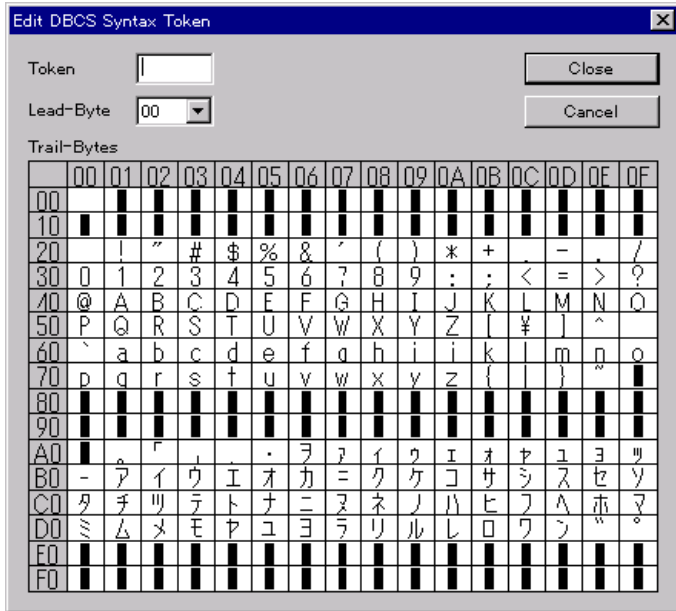 Edit DBCS Syntax Token
Token
Close
Lead-Byte 00
Cancel
Trail-Bytes
00 01 02 03 04 05 06 07 08 09 0A 0B 0C 0D 0E 0F
00
10
20 ! " # $ % & ' ( ) * + , - . /
30 0 1 2 3 4 5 6 7 8 9 : ; < = > ?
40 @ A B C D E F G H I J K L M N O
50 P Q R S T U V W X Y Z [ ¥ ] ^
60 ` a b c d e f g h i j k l m n o
70 p q r s t u v w x y z { | } ~
80
90
A0 。 「 」 、 ・ ヲ ァ ィ ゥ ェ ォ ャ ュ ョ ッ
B0 ー ア イ ウ エ オ カ キ ク ケ コ サ シ ス セ ソ
C0 タ チ ツ テ ト ナ ニ ヌ ネ ノ ハ ヒ フ ヘ ホ マ
D0 ミ ム メ モ ヤ ユ ヨ ラ リ ル レ ロ ワ ン ゙ ゚
E0
F0